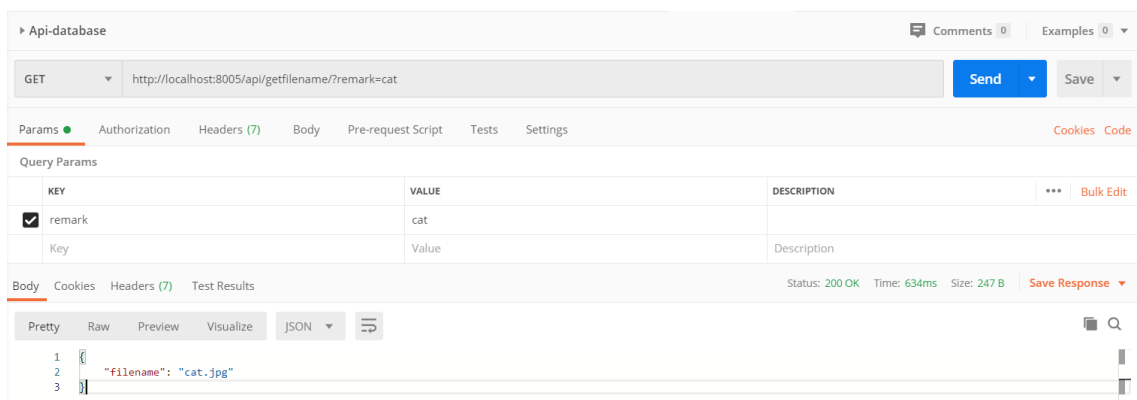 Api-database Comments 0 Examples 0
GET http://localhost:8005/api/getfilename/?remark=cat Send Save
Params Authorization Headers (7) Body Pre-request Script Tests Settings Cookies Code
Query Params
KEY VALUE DESCRIPTION ••• Bulk Edit
remark cat
Key Value Description
Body Cookies Headers (7) Test Results Status: 200 OK Time: 634ms Size: 247 B Save Response
Pretty Raw Preview Visualize JSON
1 {
2 "filename": "cat.jpg"
3 }